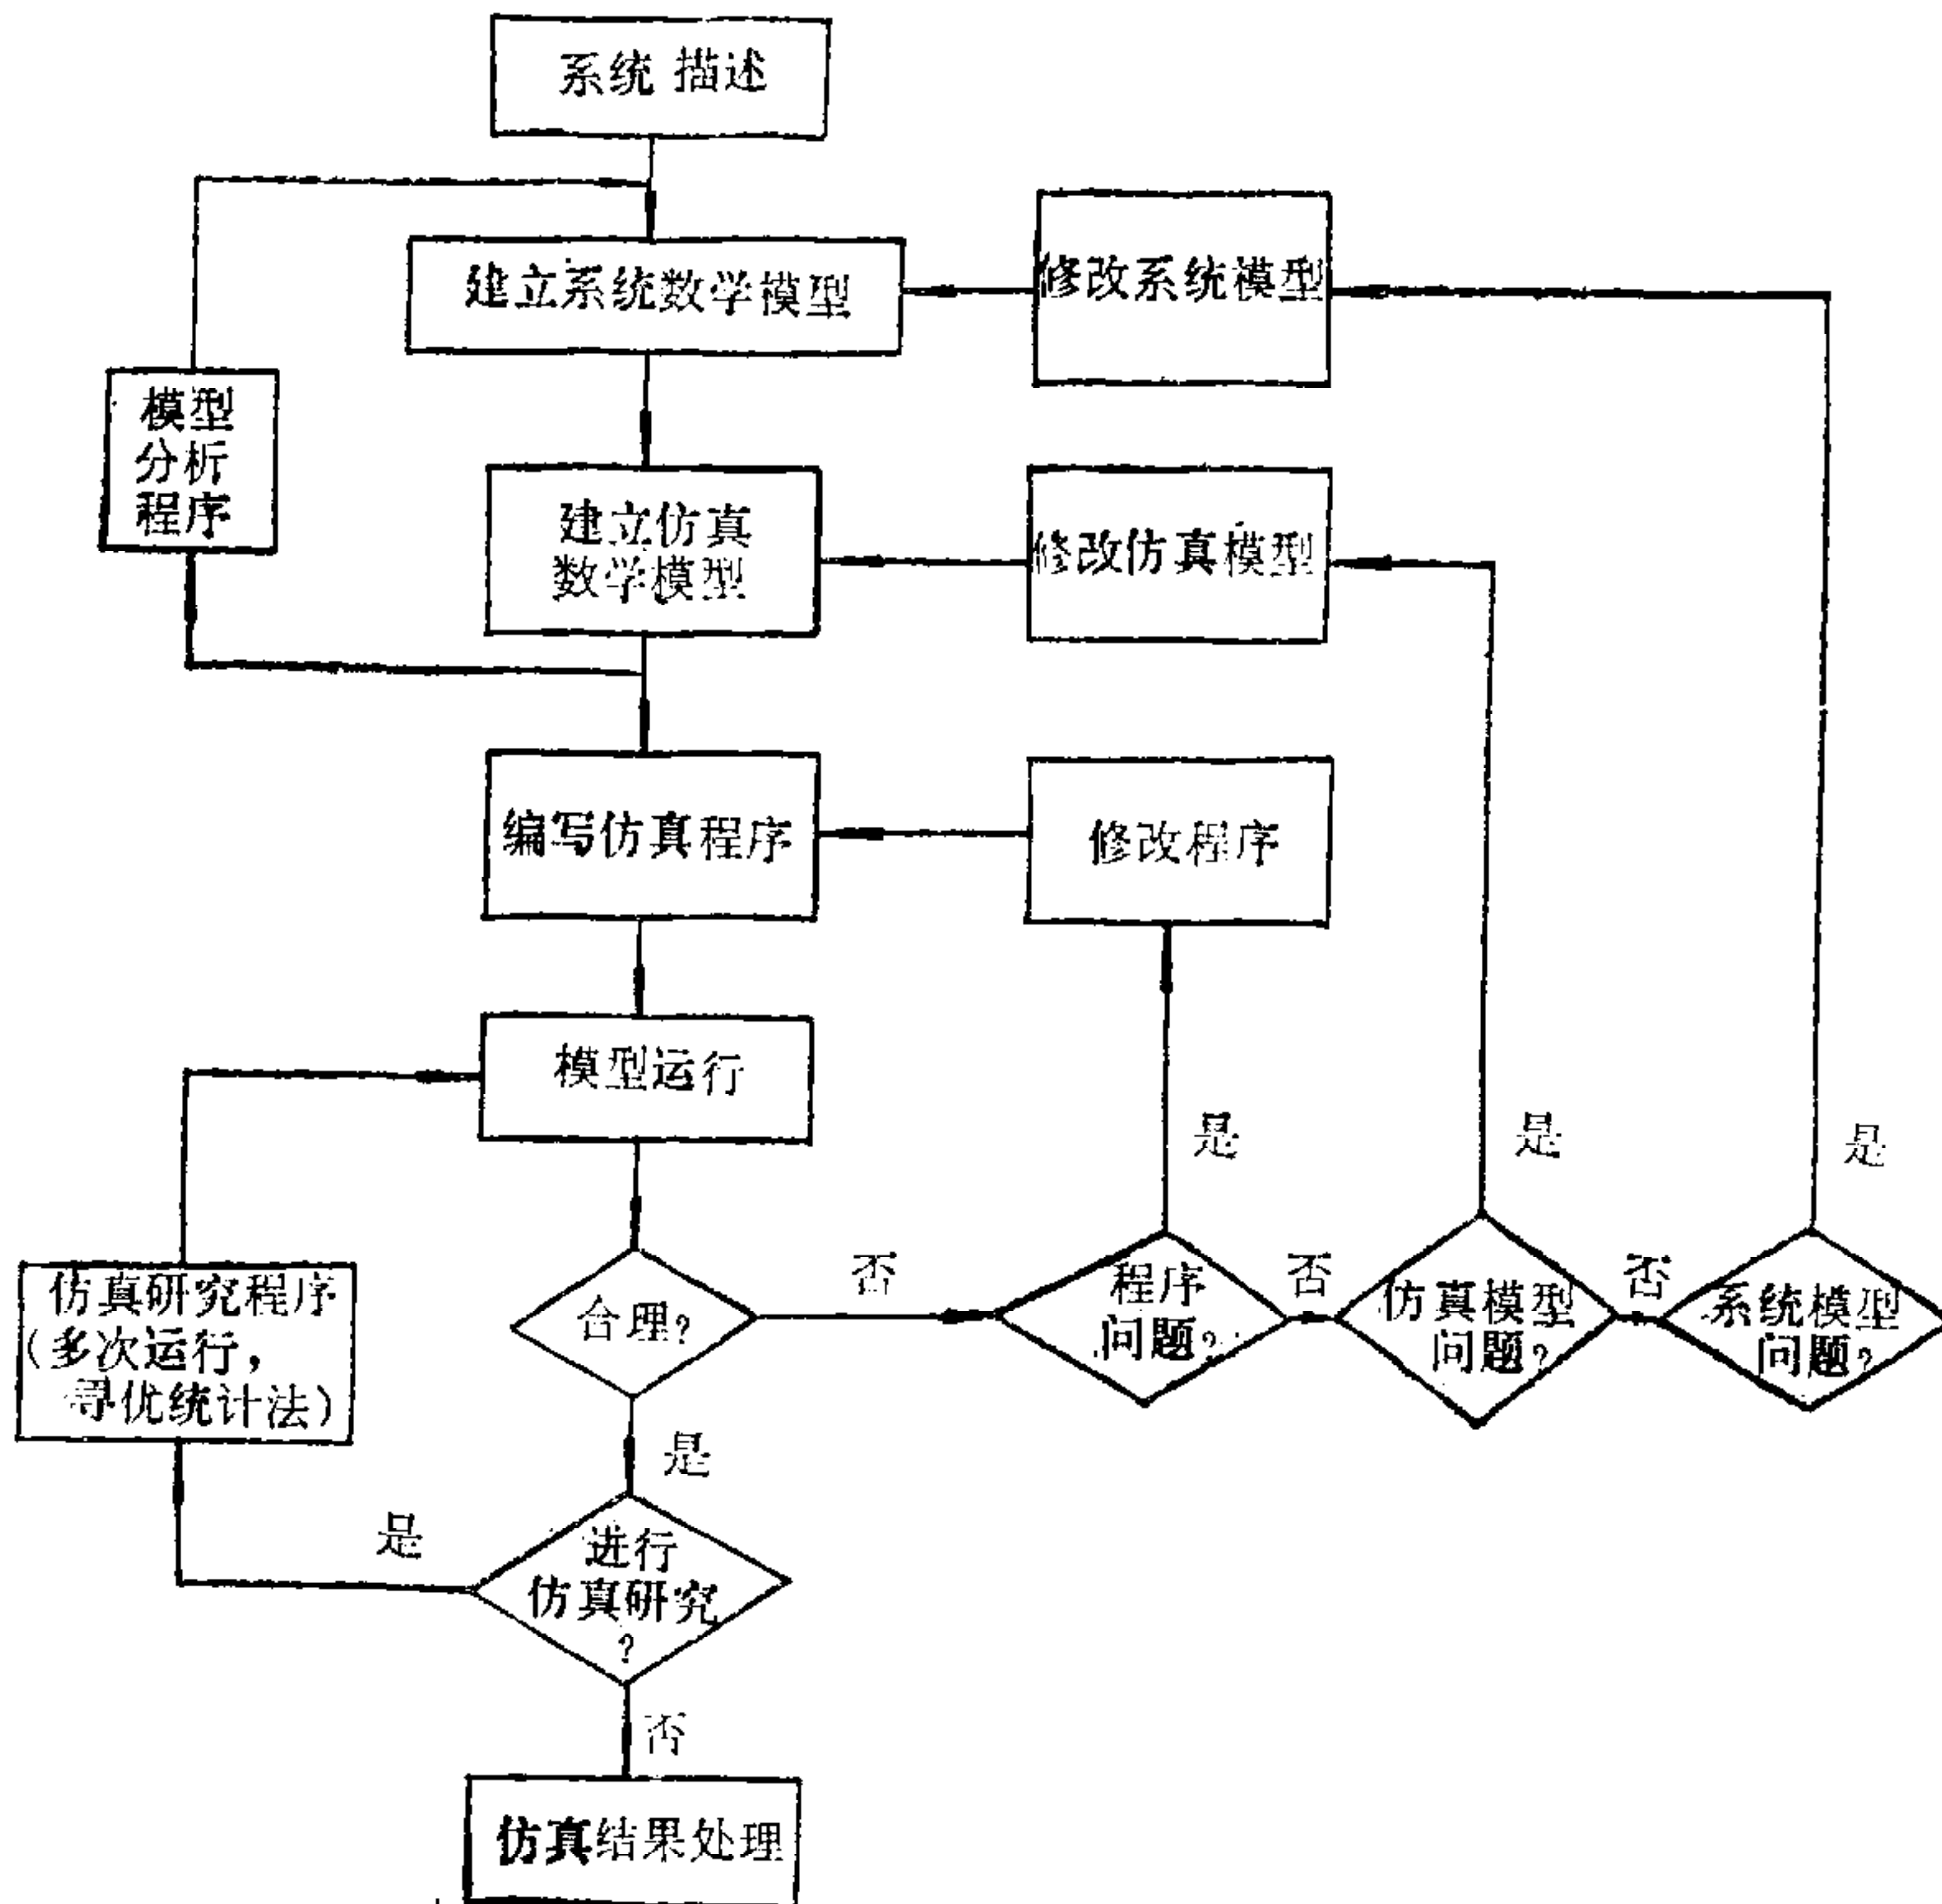 系统 描述
建立系统数学模型
修改系统模型
模型
分析
程序
建立仿真
数学模型
修改仿真模型
编写仿真程序
修改程序
模型运行
是
是
是
仿真研究程序
(多次运行,
寻优统计法)
合理?
否
程序
问题?
否
仿真模型
问题?
否
系统模型
问题?
是
是
进行
仿真研究
?
否
仿真结果处理